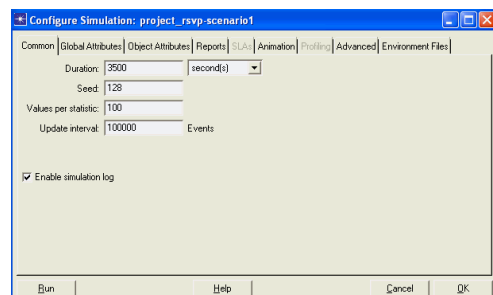 Configure Simulation: project_rsvp-scenario1
Common Global Attributes Object Attributes Reports SLAs Animation Profiling Advanced Environment Files
Duration: 3500 second(s)
Seed: 128
Values per statistic: 100
Update interval: 100000 Events
Enable simulation log
Run Help Cancel OK